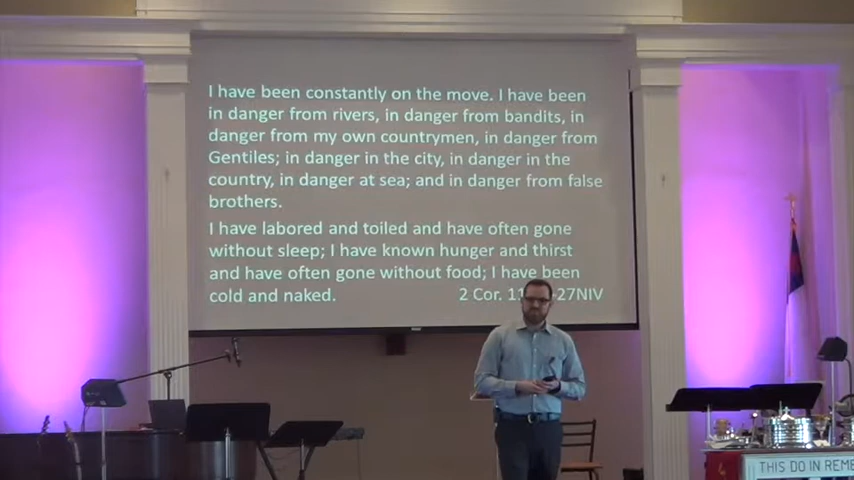 I have been constantly on the move. I have been
in danger from rivers, in danger from bandits, in
danger from my own countrymen, in danger from
Gentiles; in danger in the city, in danger in the
country, in danger at sea; and in danger from false
brothers.
I have labored and toiled and have often gone
without sleep; I have known hunger and thirst
and have often gone without food; I have been
cold and naked.
2 Cor. 27NIV
THIS DO IN